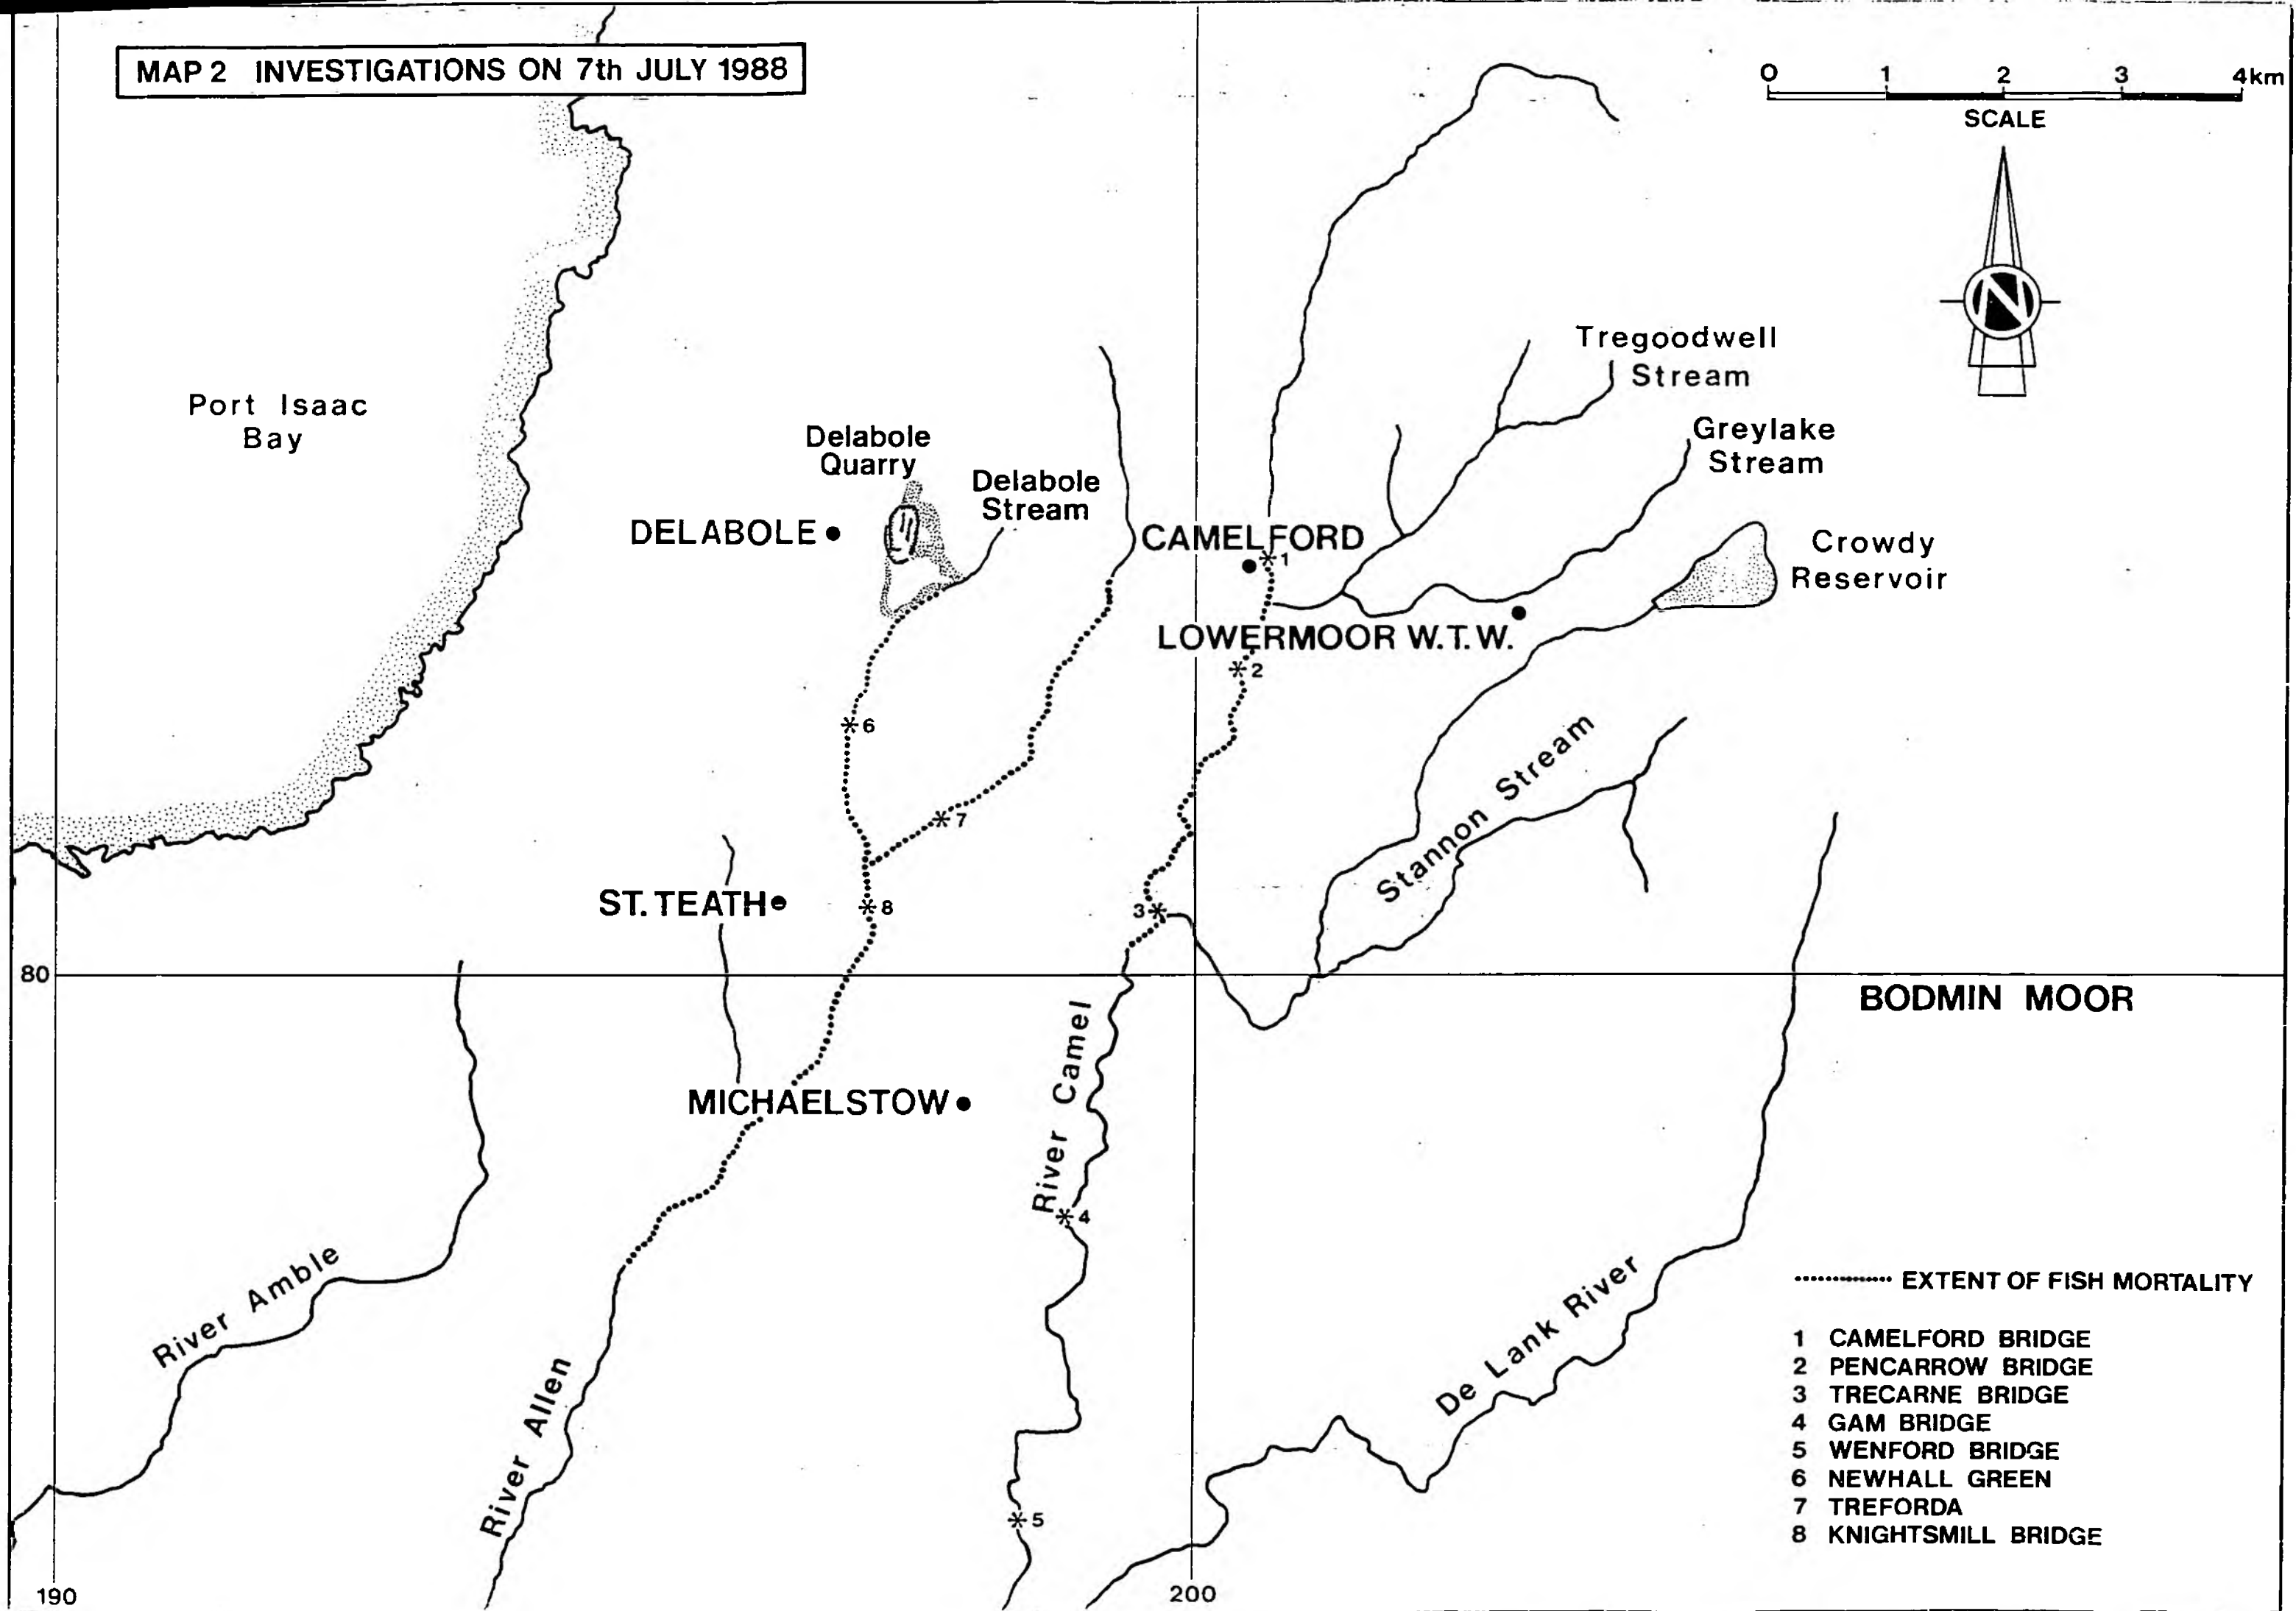 MAP 2 INVESTIGATIONS ON 7th JULY 1988
0 1 2 3 4km
SCALE
N
Port Isaac
Bay
Delabole
Quarry
Delabole
Stream
DELABOLE
Tregoodwell
Stream
Greylake
Stream
CAMELFORD
1
Crowdy
Reservoir
LOWERMOOR W.T.W.
2
6
Stannon Stream
7
ST. TEATH
8
3
80
BODMIN MOOR
MICHAELSTOW
River Camel
4
River Amble
River Allen
De Lank River
5
EXTENT OF FISH MORTALITY
1 CAMELFORD BRIDGE
2 PENCARROW BRIDGE
3 TRECARNE BRIDGE
4 GAM BRIDGE
5 WENFORD BRIDGE
6 NEWHALL GREEN
7 TREFORDA
8 KNIGHTSMILL BRIDGE
190
200